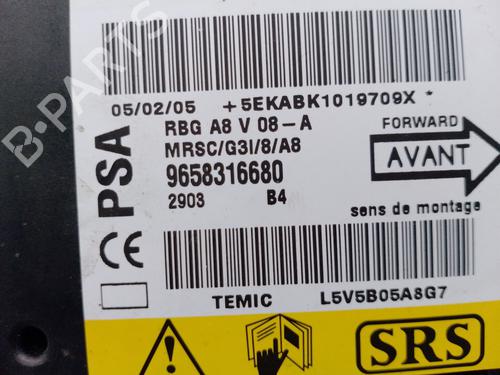 B-PARTS
05/02/05 +5EKABK1019709X *
RBG A8 V 08-A
MRSC/G3I/8/A8
9658316680
2903 B4
PSA
CE
FORWARD
AVANT
sens de montage
TEMIC L5V5B05A8G7
SRS